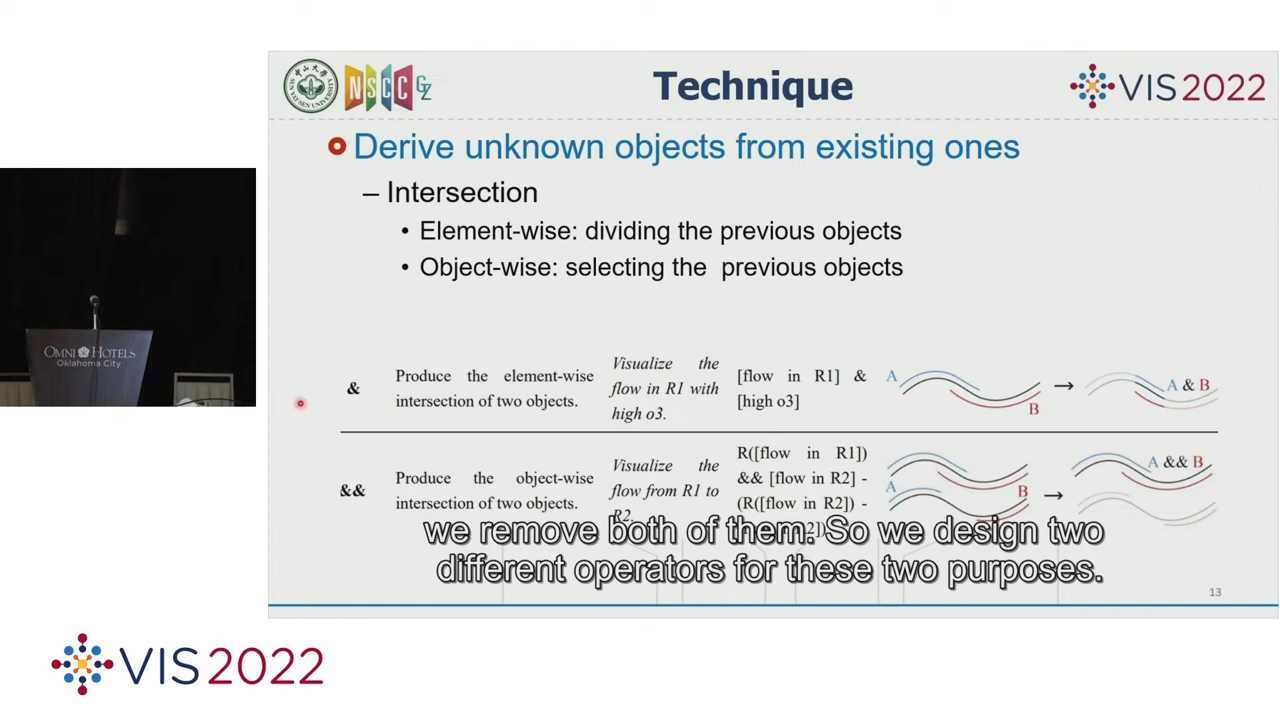 NSCC
GZ
Technique
VIS2022
Derive unknown objects from existing ones
– Intersection
• Element-wise: dividing the previous objects
• Object-wise: selecting the previous objects
& Produce the element-wise intersection of two objects.
Visualize the flow in R1 with high o3.
[flow in R1] & [high o3]
A
B
A & B
&& Produce the object-wise intersection of two objects.
Visualize the flow from R1 to R2.
R([flow in R1]) && [flow in R2] - (R([flow in R2]) -
A
B
A && B
we remove both of them. So we design two
different operators for these two purposes.
13
OMNI HOTELS
Oklahoma City
VIS2022